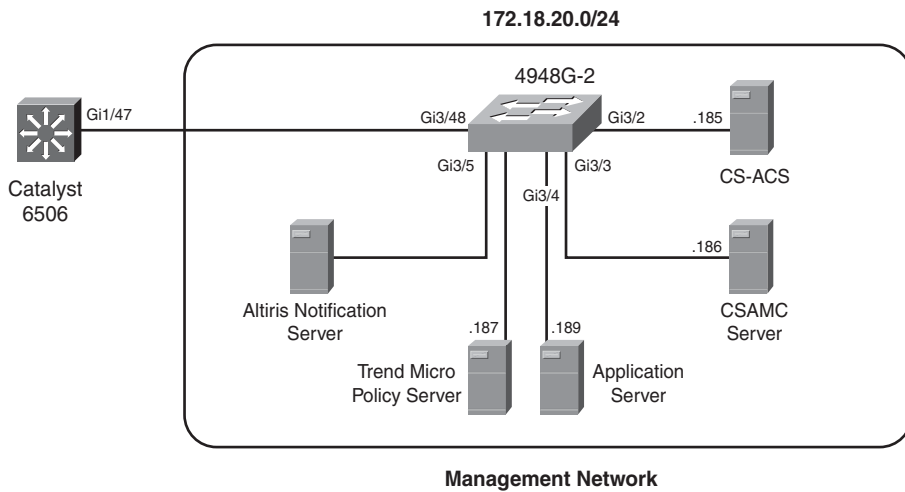 172.18.20.0/24
4948G-2
Gi1/47
Gi3/48
Gi3/2
.185
Gi3/5
Gi3/3
Gi3/4
CS-ACS
Catalyst
6506
.186
Altiris Notification
Server
CSAMC
Server
.187
.189
Trend Micro
Policy Server
Application
Server
Management Network